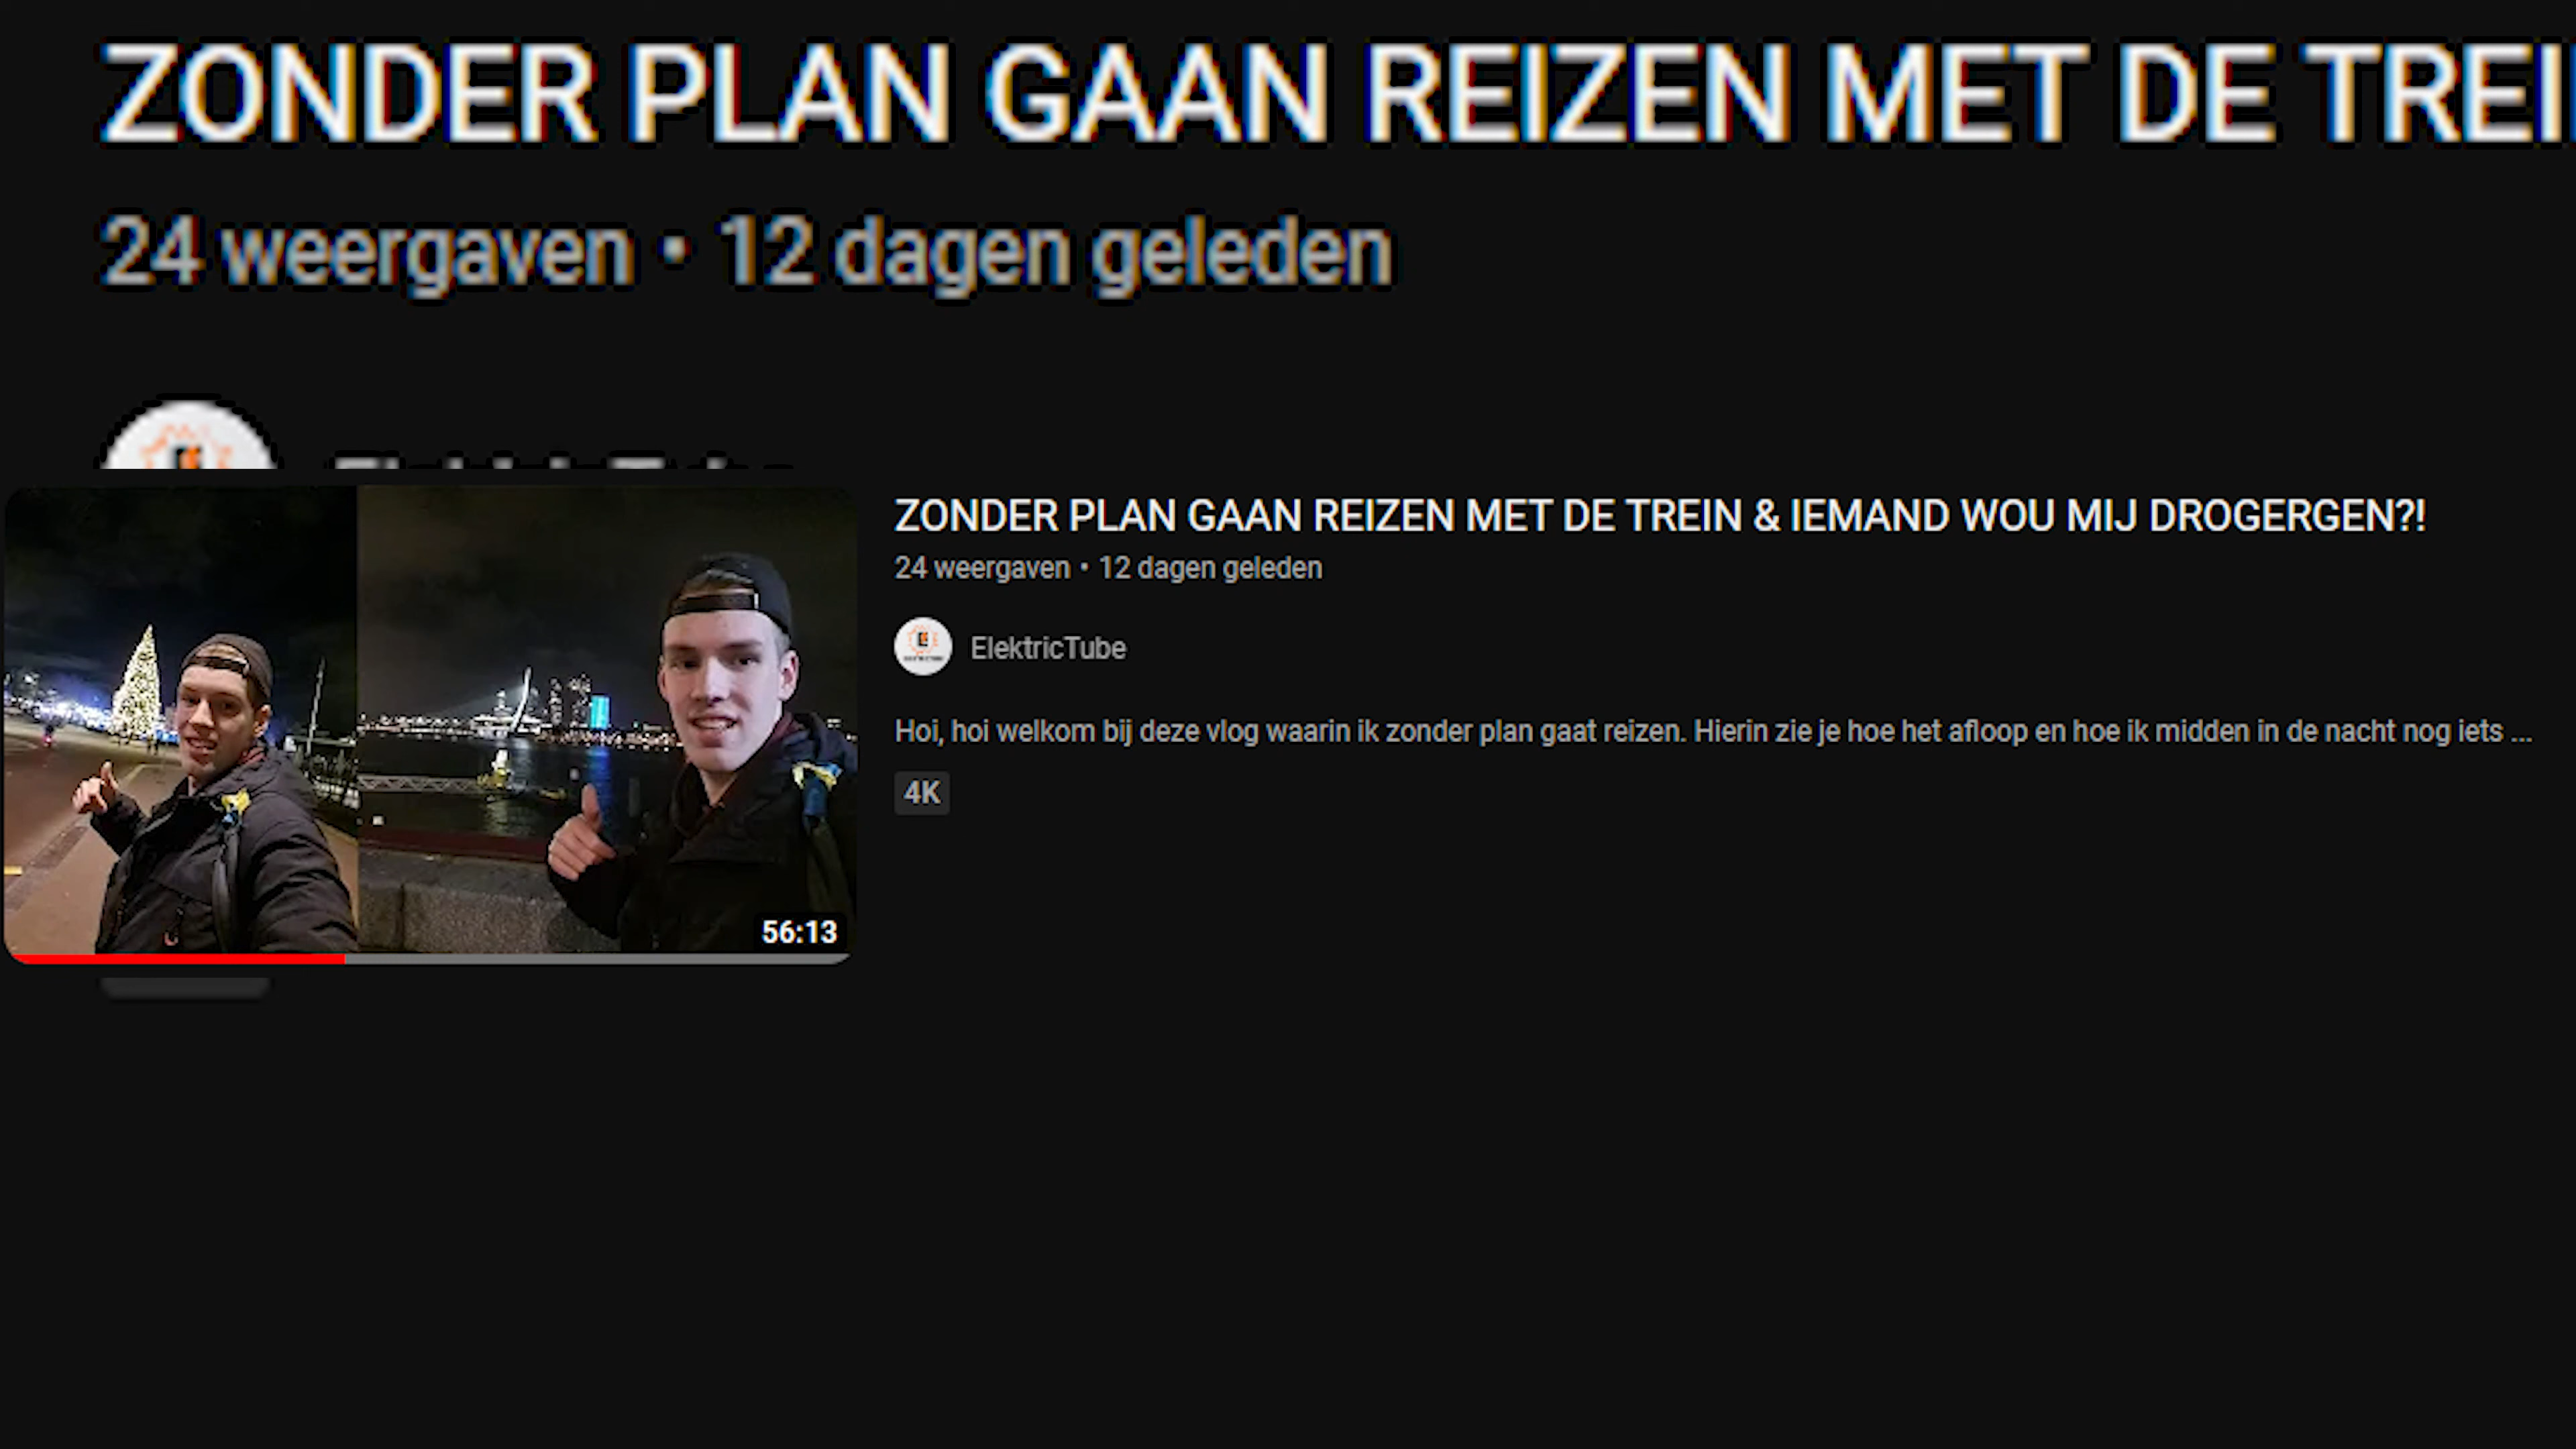 ZONDER PLAN GAAN REIZEN MET DE TREI
24 weergaven • 12 dagen geleden
ZONDER PLAN GAAN REIZEN MET DE TREIN & IEMAND WOU MIJ DROGERGEN?!
24 weergaven • 12 dagen geleden
ElektricTube
Hoi, hoi welkom bij deze vlog waarin ik zonder plan gaat reizen. Hierin zie je hoe het afloop en hoe ik midden in de nacht nog iets ...
4K
56:13